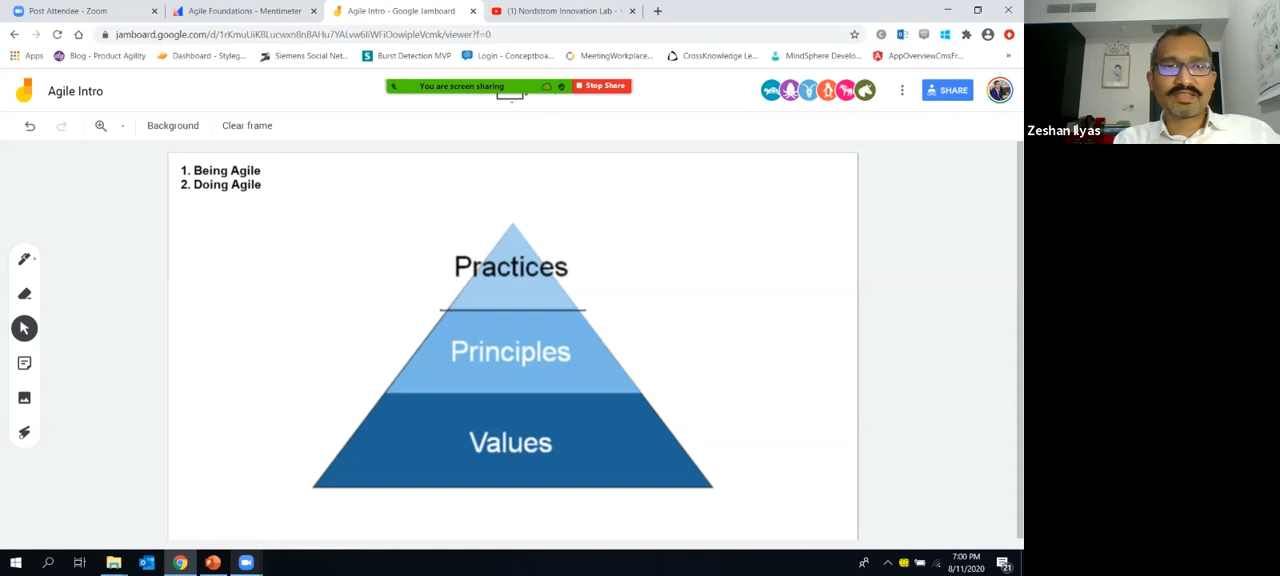 Post Attendee - Zoom
Agile Foundations - Mentimeter
Agile Intro - Google Jamboard
(1) Nordstrom Innovation Lab -
Apps
Blog - Product Agility
Dashboard - Styleg...
Siemens Social Net...
Burst Detection MVP
Login - Conceptboa...
MeetingWorkplace...
CrossKnowledge Le...
MindSphere Develo...
AppOverviewCmsFr...
Agile Intro
You are screen sharing
Stop Share
SHARE
Zeshan Ilyas
Background
Clear frame
1. Being Agile
2. Doing Agile
Practices
Principles
Values
7:00 PM
8/11/2020
21